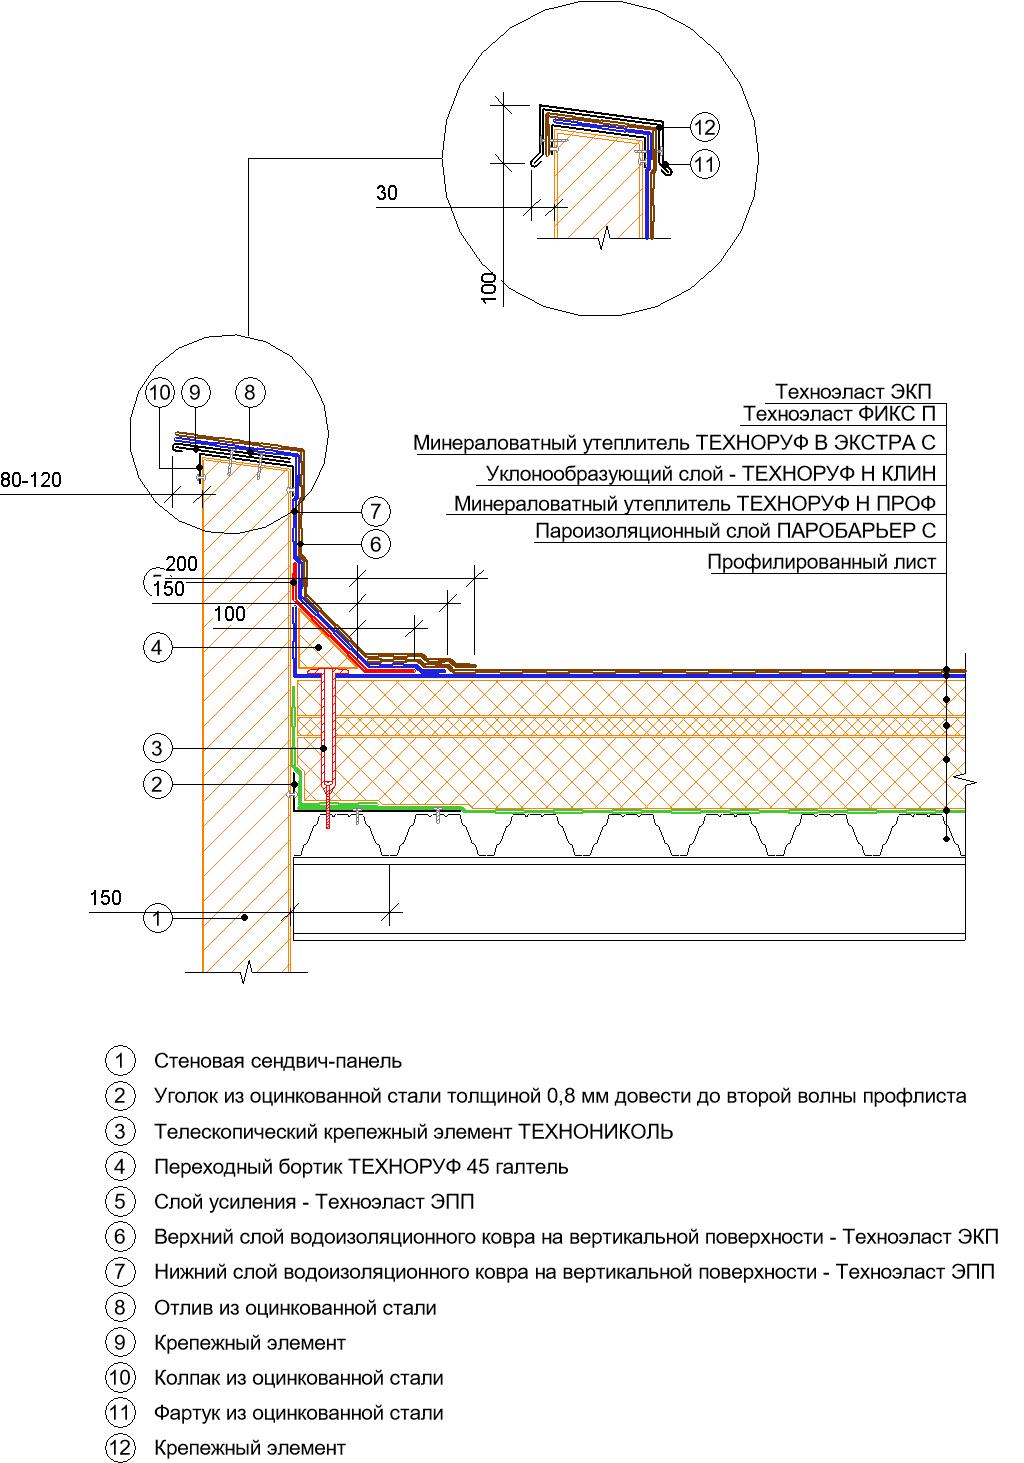 12
11
30
100
10
9
8
Техноэласт ЭКП
Техноэласт ФИКС П
Минераловатный утеплитель ТЕХНОРУФ В ЭКСТРА С
Уклонообразующий слой - ТЕХНОРУФ Н КЛИН
Минераловатный утеплитель ТЕХНОРУФ Н ПРОФ
Пароизоляционный слой ПАРОБАРЬЕР С
Профилированный лист
80-120
7
6
200
150
100
4
3
2
150
1
1 Стеновая сендвич-панель
2 Уголок из оцинкованной стали толщиной 0,8 мм довести до второй волны профлиста
3 Телескопический крепежный элемент ТЕХНОНИКОЛЬ
4 Переходный бортик ТЕХНОРУФ 45 галтель
5 Слой усиления - Техноэласт ЭПП
6 Верхний слой водоизоляционного ковра на вертикальной поверхности - Техноэласт ЭКП
7 Нижний слой водоизоляционного ковра на вертикальной поверхности - Техноэласт ЭПП
8 Отлив из оцинкованной стали
9 Крепежный элемент
10 Колпак из оцинкованной стали
11 Фартук из оцинкованной стали
12 Крепежный элемент